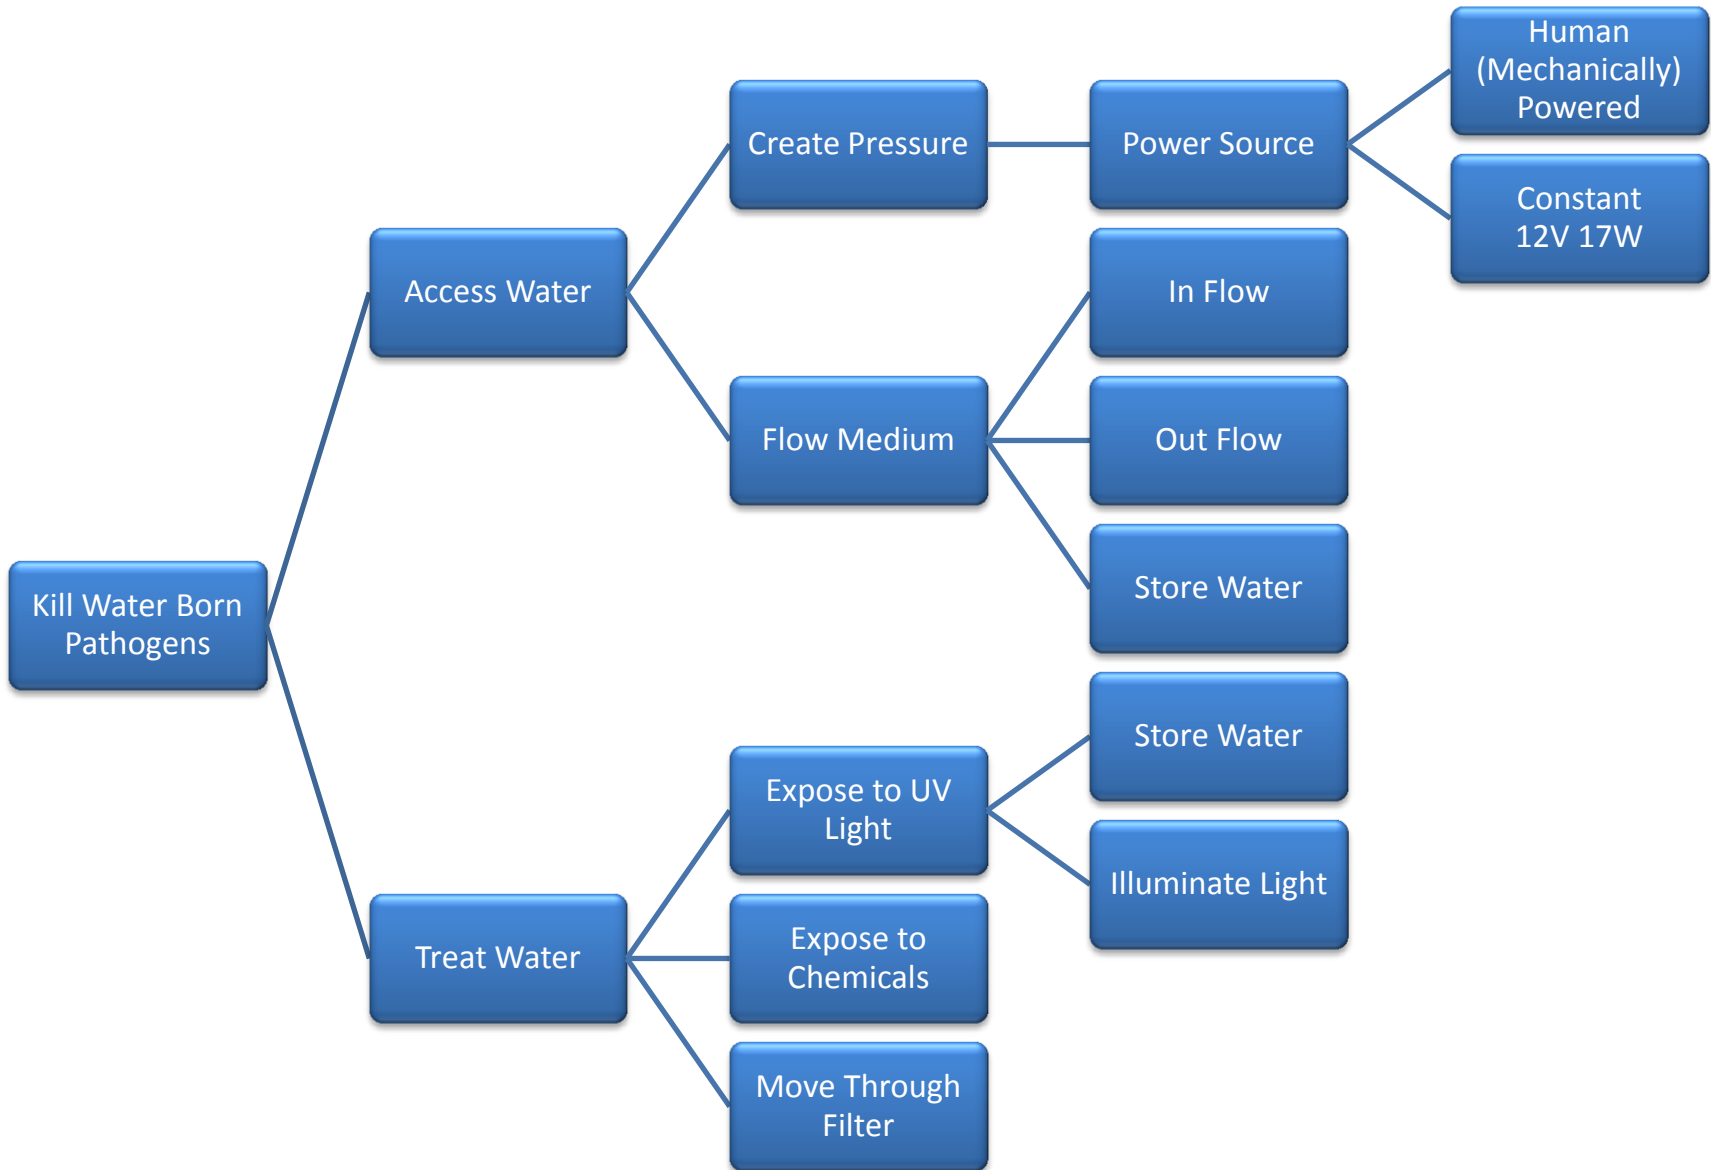 Human
(Mechanically)
Powered
Create Pressure
Power Source
Constant
12V 17W
Access Water
In Flow
Flow Medium
Out Flow
Store Water
Kill Water Born
Pathogens
Store Water
Expose to UV
Light
Illuminate Light
Treat Water
Expose to
Chemicals
Move Through
Filter